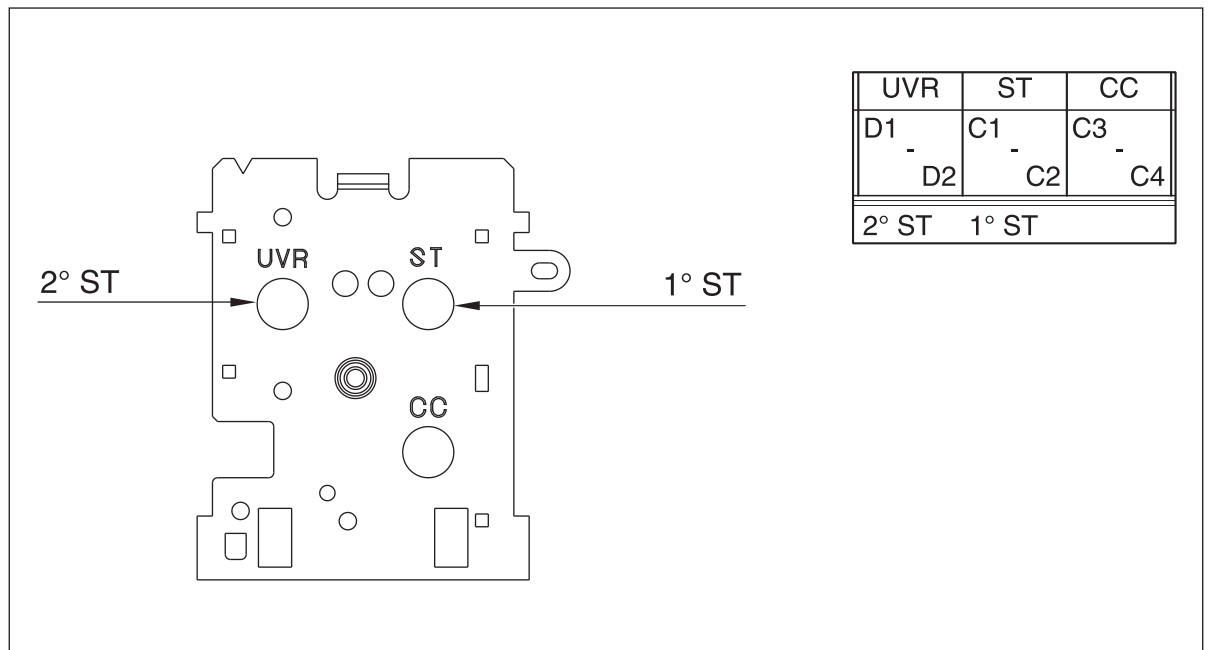 UVR ST CC
D1 - D2 C1 - C2 C3 - C4
2° ST 1° ST
UVR ST
2° ST 1° ST
CC